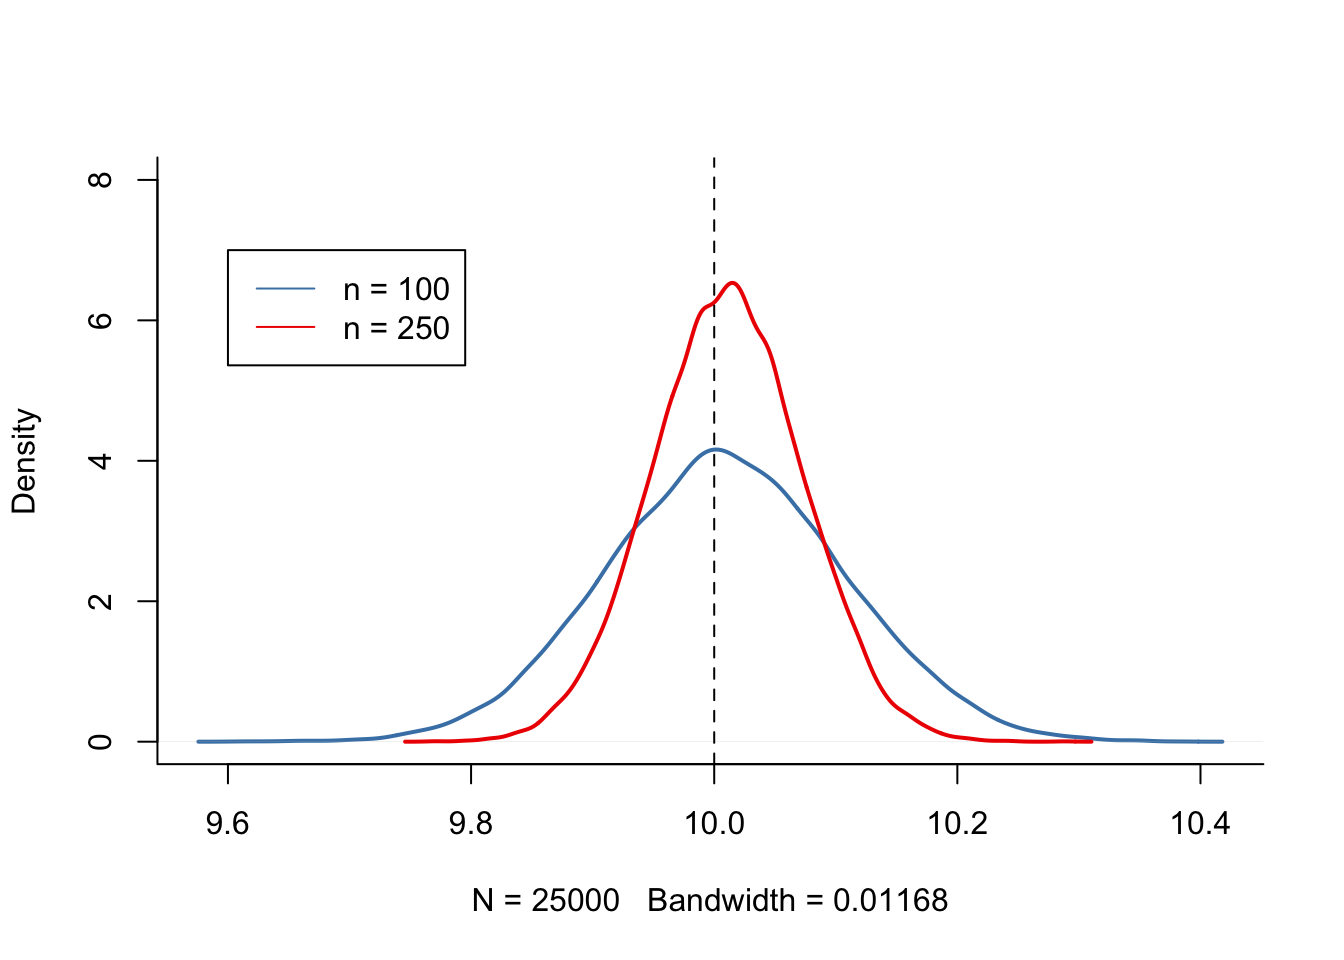 8
6
4
2
0
Density
n = 100
n = 250
9.6 9.8 10.0 10.2 10.4
N = 25000 Bandwidth = 0.01168